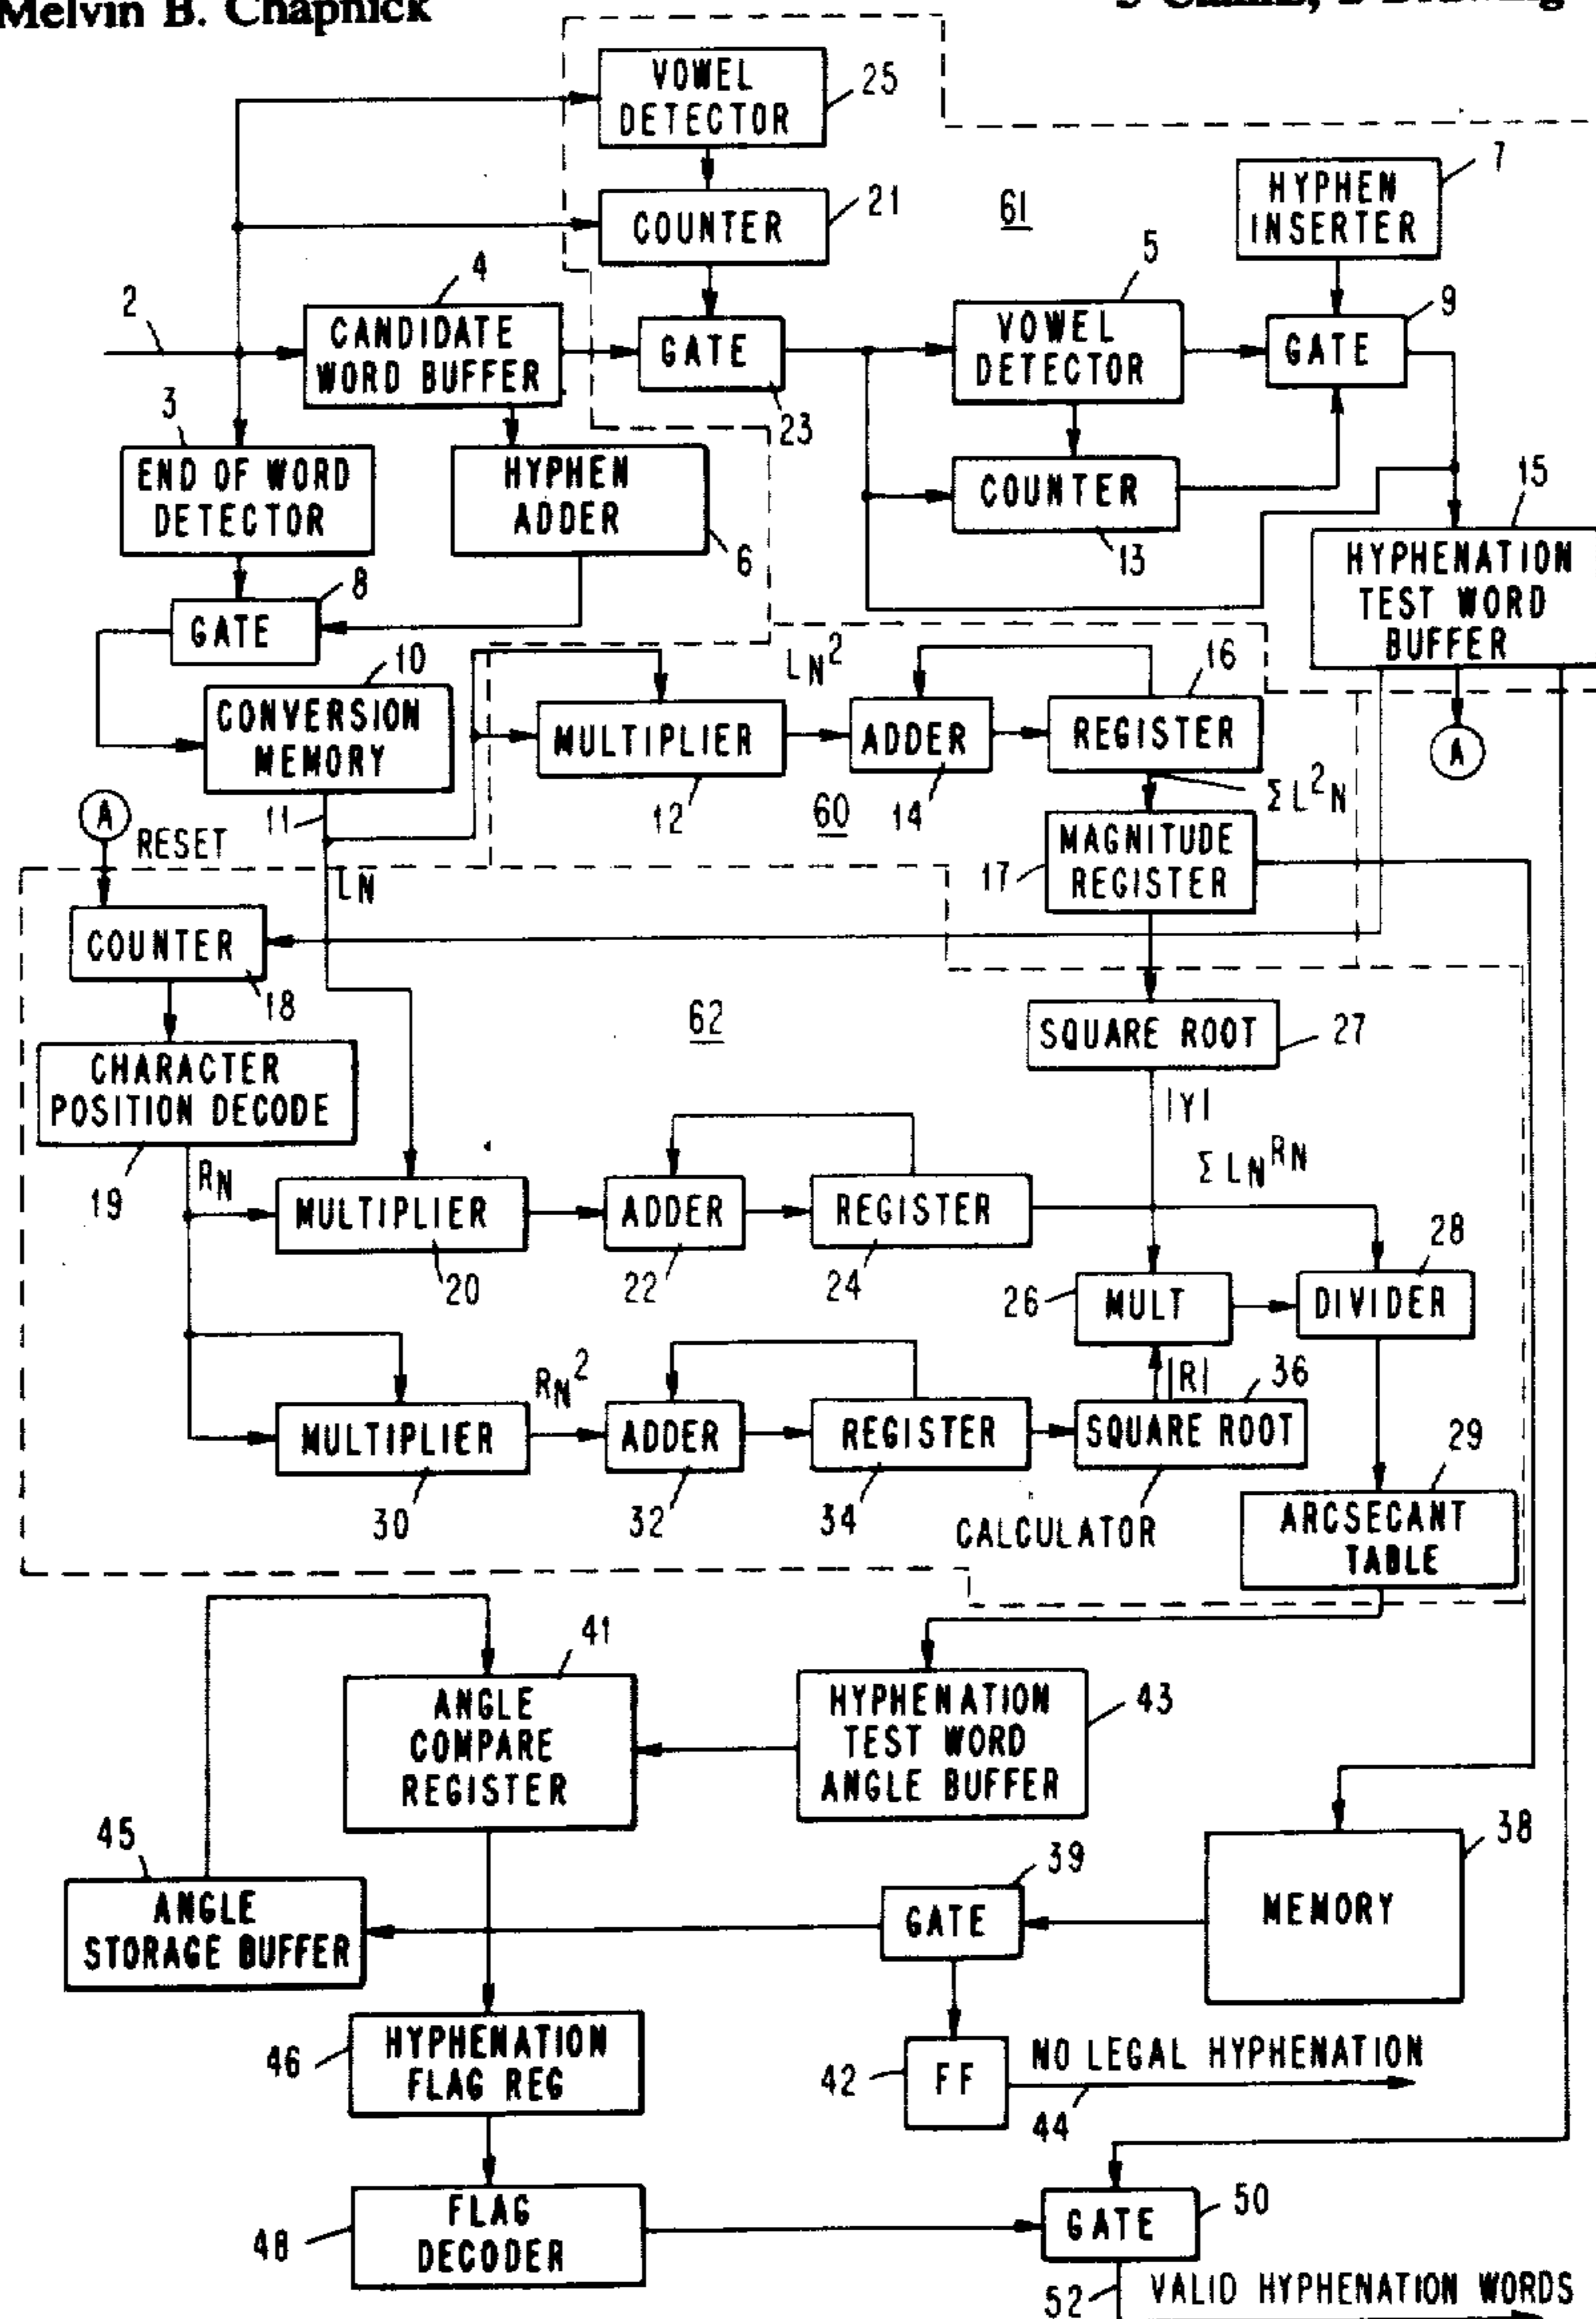 Melvin B. Chapnick
VOWEL
DETECTOR
25
COUNTER
21
61
HYPHEN
INSERTER
7
2
4
CANDIDATE
WORD BUFFER
GATE
23
5
VOWEL
DETECTOR
GATE
9
3
END OF WORD
DETECTOR
HYPHEN
ADDER
6
COUNTER
13
15
HYPHENATION
TEST WORD
BUFFER
GATE
8
10
CONVERSION
MEMORY
11
MULTIPLIER
12
LN²
ADDER
14
16
REGISTER
A
60
ΣL²N
MAGNITUDE
REGISTER
17
A
RESET
LN
COUNTER
18
62
SQUARE ROOT
27
CHARACTER
POSITION DECODE
19
|Y|
RN
MULTIPLIER
20
ADDER
22
REGISTER
24
ΣLN RN
26
MULT
28
DIVIDER
RN²
MULTIPLIER
30
ADDER
32
REGISTER
34
|R|
36
SQUARE ROOT
CALCULATOR
29
ARCSECANT
TABLE
41
ANGLE
COMPARE
REGISTER
HYPHENATION
TEST WORD
ANGLE BUFFER
43
45
ANGLE
STORAGE BUFFER
39
GATE
38
MEMORY
46
HYPHENATION
FLAG REG
42
FF
NO LEGAL HYPHENATION
44
48
FLAG
DECODER
GATE
50
52
VALID HYPHENATION WORDS